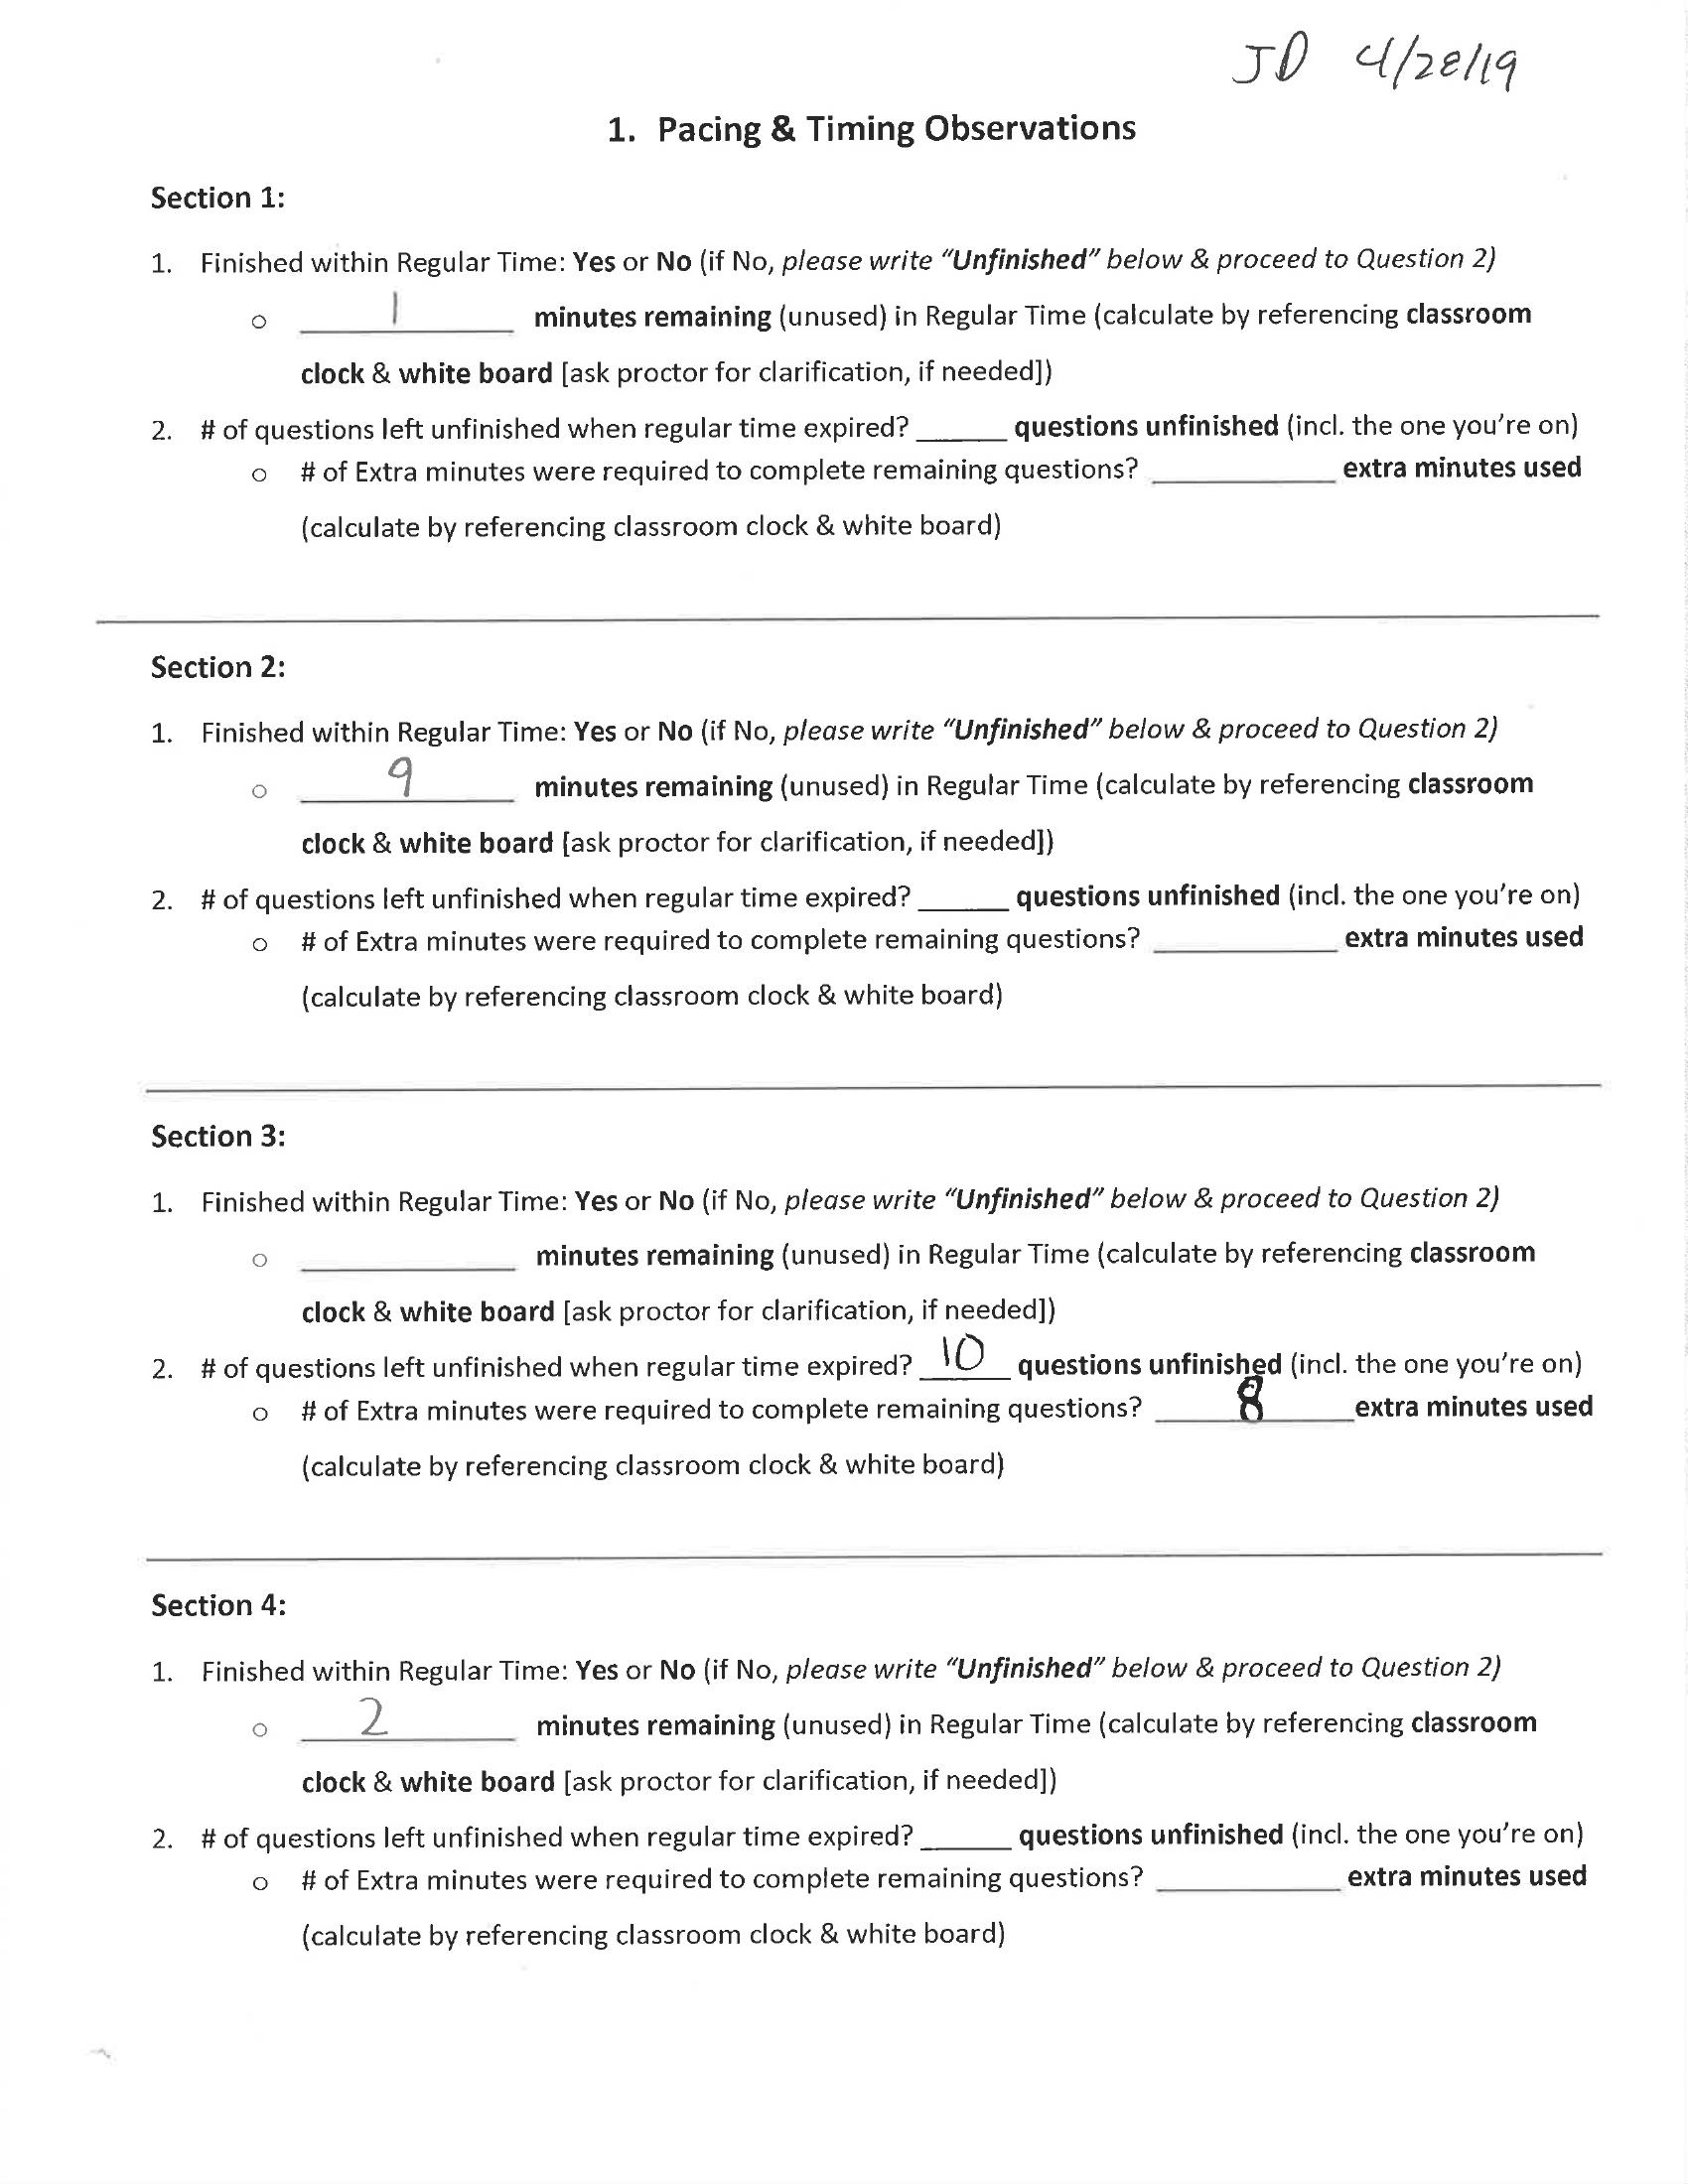 JD 4/28/19
1. Pacing & Timing Observations
Section 1:
1. Finished within Regular Time: Yes or No (if No, please write "Unfinished" below & proceed to Question 2)
o 1 minutes remaining (unused) in Regular Time (calculate by referencing classroom
clock & white board [ask proctor for clarification, if needed])
2. # of questions left unfinished when regular time expired? _____ questions unfinished (incl. the one you're on)
o # of Extra minutes were required to complete remaining questions? __________ extra minutes used
(calculate by referencing classroom clock & white board)
Section 2:
1. Finished within Regular Time: Yes or No (if No, please write "Unfinished" below & proceed to Question 2)
o 9 minutes remaining (unused) in Regular Time (calculate by referencing classroom
clock & white board [ask proctor for clarification, if needed])
2. # of questions left unfinished when regular time expired? _____ questions unfinished (incl. the one you're on)
o # of Extra minutes were required to complete remaining questions? __________ extra minutes used
(calculate by referencing classroom clock & white board)
Section 3:
1. Finished within Regular Time: Yes or No (if No, please write "Unfinished" below & proceed to Question 2)
o ____________ minutes remaining (unused) in Regular Time (calculate by referencing classroom
clock & white board [ask proctor for clarification, if needed])
2. # of questions left unfinished when regular time expired? 10 questions unfinished (incl. the one you're on)
o # of Extra minutes were required to complete remaining questions? 8 extra minutes used
(calculate by referencing classroom clock & white board)
Section 4:
1. Finished within Regular Time: Yes or No (if No, please write "Unfinished" below & proceed to Question 2)
o 2 minutes remaining (unused) in Regular Time (calculate by referencing classroom
clock & white board [ask proctor for clarification, if needed])
2. # of questions left unfinished when regular time expired? _____ questions unfinished (incl. the one you're on)
o # of Extra minutes were required to complete remaining questions? __________ extra minutes used
(calculate by referencing classroom clock & white board)